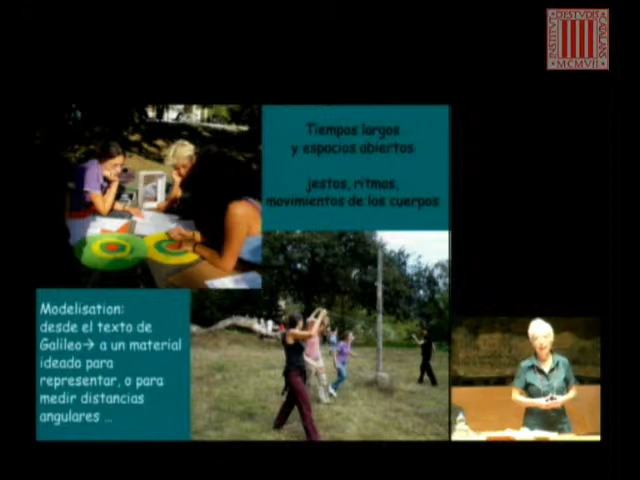 INSTITVT D'ESTVDIS CATALANS
MCMVII
Tiempos largos
y espacios abiertos
jestos, ritmos,
movimientos de los cuerpos
Modelisation:
desde el texto de
Galileo→ a un material
ideado para
representar, o para
medir distancias
angulares ...